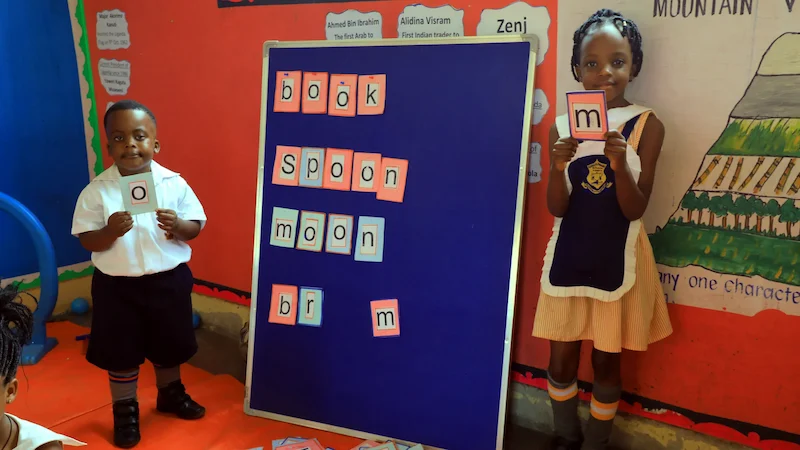 MOUNTAIN V
Ahmed Bin Ibrahim
The first Arab to
Alidina Visram
First Indian trader to
Zenj
book
Spoon
moon
br m
o
m
any one character